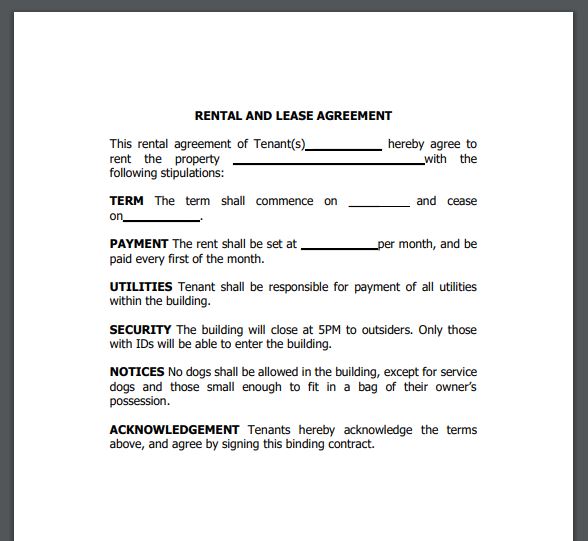 RENTAL AND LEASE AGREEMENT
This rental agreement of Tenant(s)____________ hereby agree to
rent the property ______________________________with the
following stipulations:
TERM The term shall commence on __________ and cease
on____________.
PAYMENT The rent shall be set at ____________per month, and be
paid every first of the month.
UTILITIES Tenant shall be responsible for payment of all utilities
within the building.
SECURITY The building will close at 5PM to outsiders. Only those
with IDs will be able to enter the building.
NOTICES No dogs shall be allowed in the building, except for service
dogs and those small enough to fit in a bag of their owner’s
possession.
ACKNOWLEDGEMENT Tenants hereby acknowledge the terms
above, and agree by signing this binding contract.